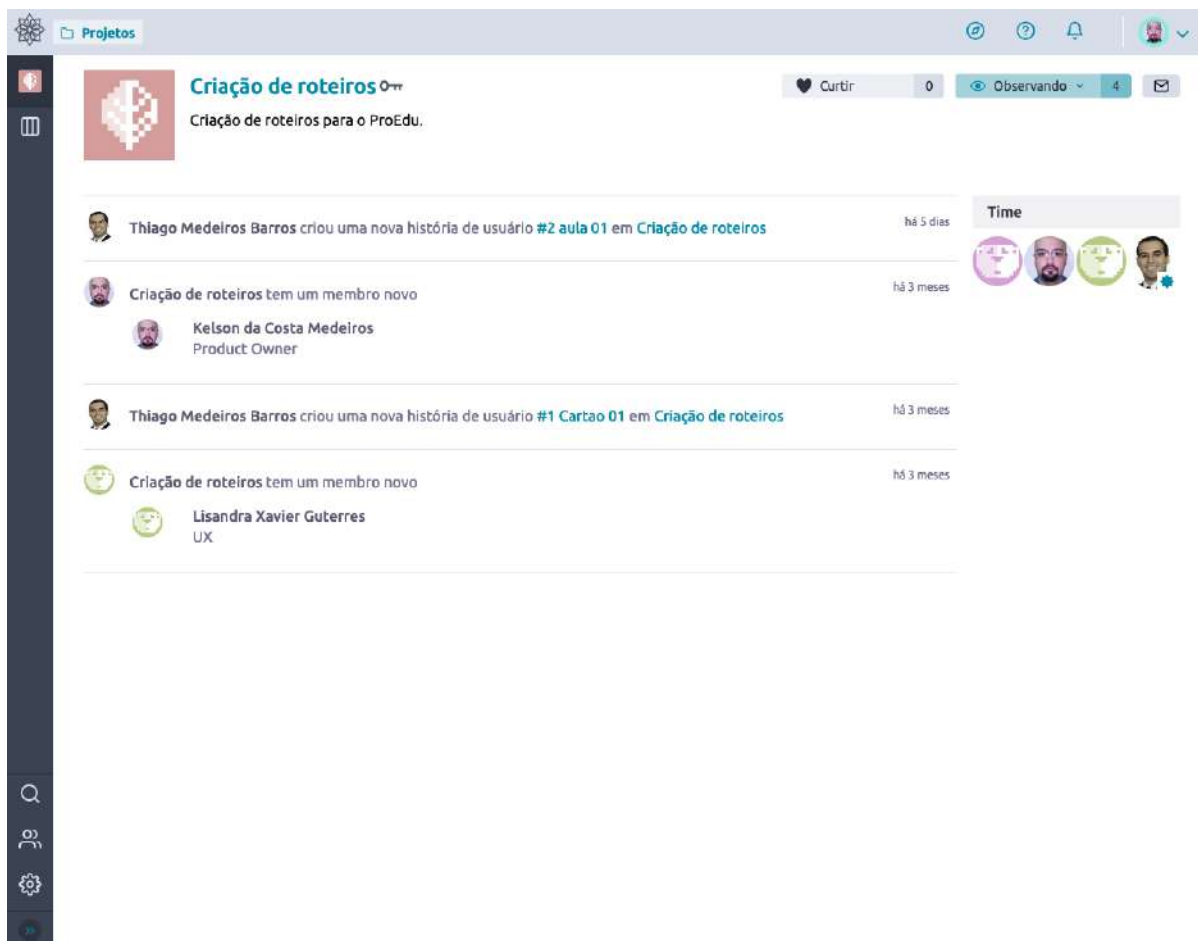 Projetos
Criação de roteiros
Curtir 0
Observando 4
Criação de roteiros para o ProEdu.
Time
Thiago Medeiros Barros criou uma nova história de usuário #2 aula 01 em Criação de roteiros
há 5 dias
Criação de roteiros tem um membro novo
há 3 meses
Kelson da Costa Medeiros
Product Owner
Thiago Medeiros Barros criou uma nova história de usuário #1 Cartao 01 em Criação de roteiros
há 3 meses
Criação de roteiros tem um membro novo
há 3 meses
Lisandra Xavier Guterres
UX